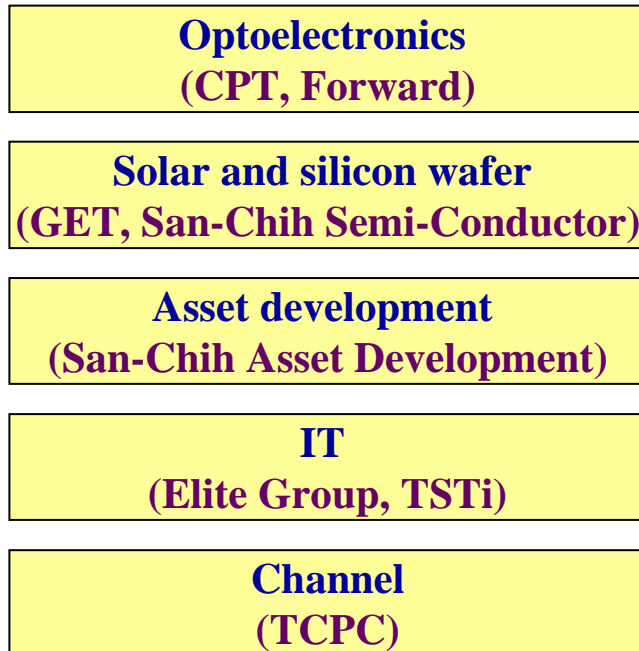 Optoelectronics
(CPT, Forward)
Solar and silicon wafer
(GET, San-Chih Semi-Conductor)
Asset development
(San-Chih Asset Development)
IT
(Elite Group, TSTi)
Channel
(TCPC)